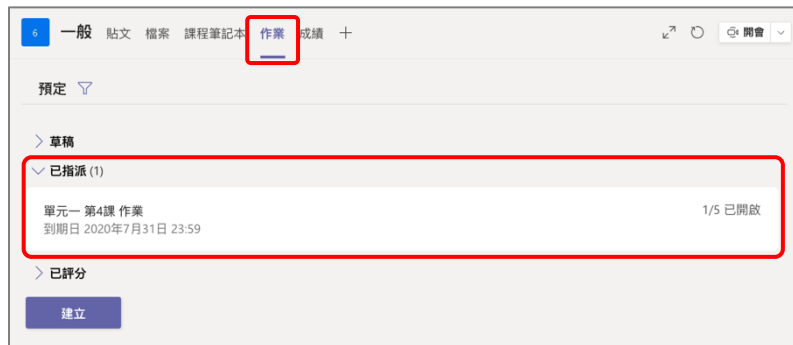 6 一般 貼文 檔案 課程筆記本 作業 成績 開會
預定
草稿
已指派 (1)
單元一 第4課 作業 1/5 已開啟
到期日 2020年7月31日 23:59
已評分
建立